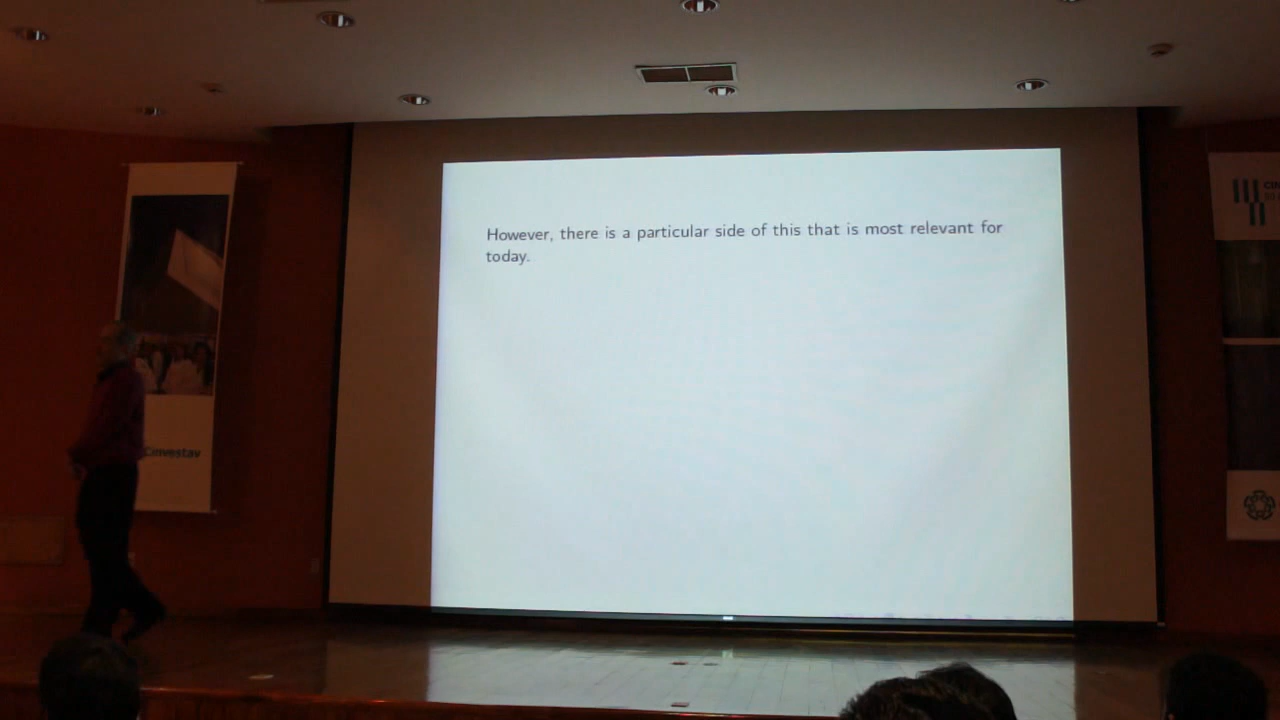 However, there is a particular side of this that is most relevant for
today.
Cinvestav